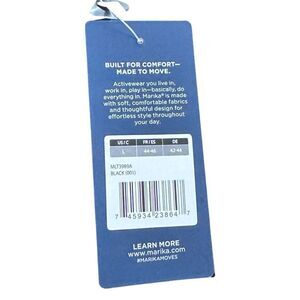 BUILT FOR COMFORT—
MADE TO MOVE.
Activewear you live in,
work in, play in—basically, do
everything in. Marika® is made
with soft, comfortable fabrics
and thoughtful design for
effortless style throughout
your day.
US/C FR/ES DE
L 44-46 42-44
MLT3989A
BLACK (001)
7 45934 23864 7
LEARN MORE
www.marika.com
#MARIKAMOVES